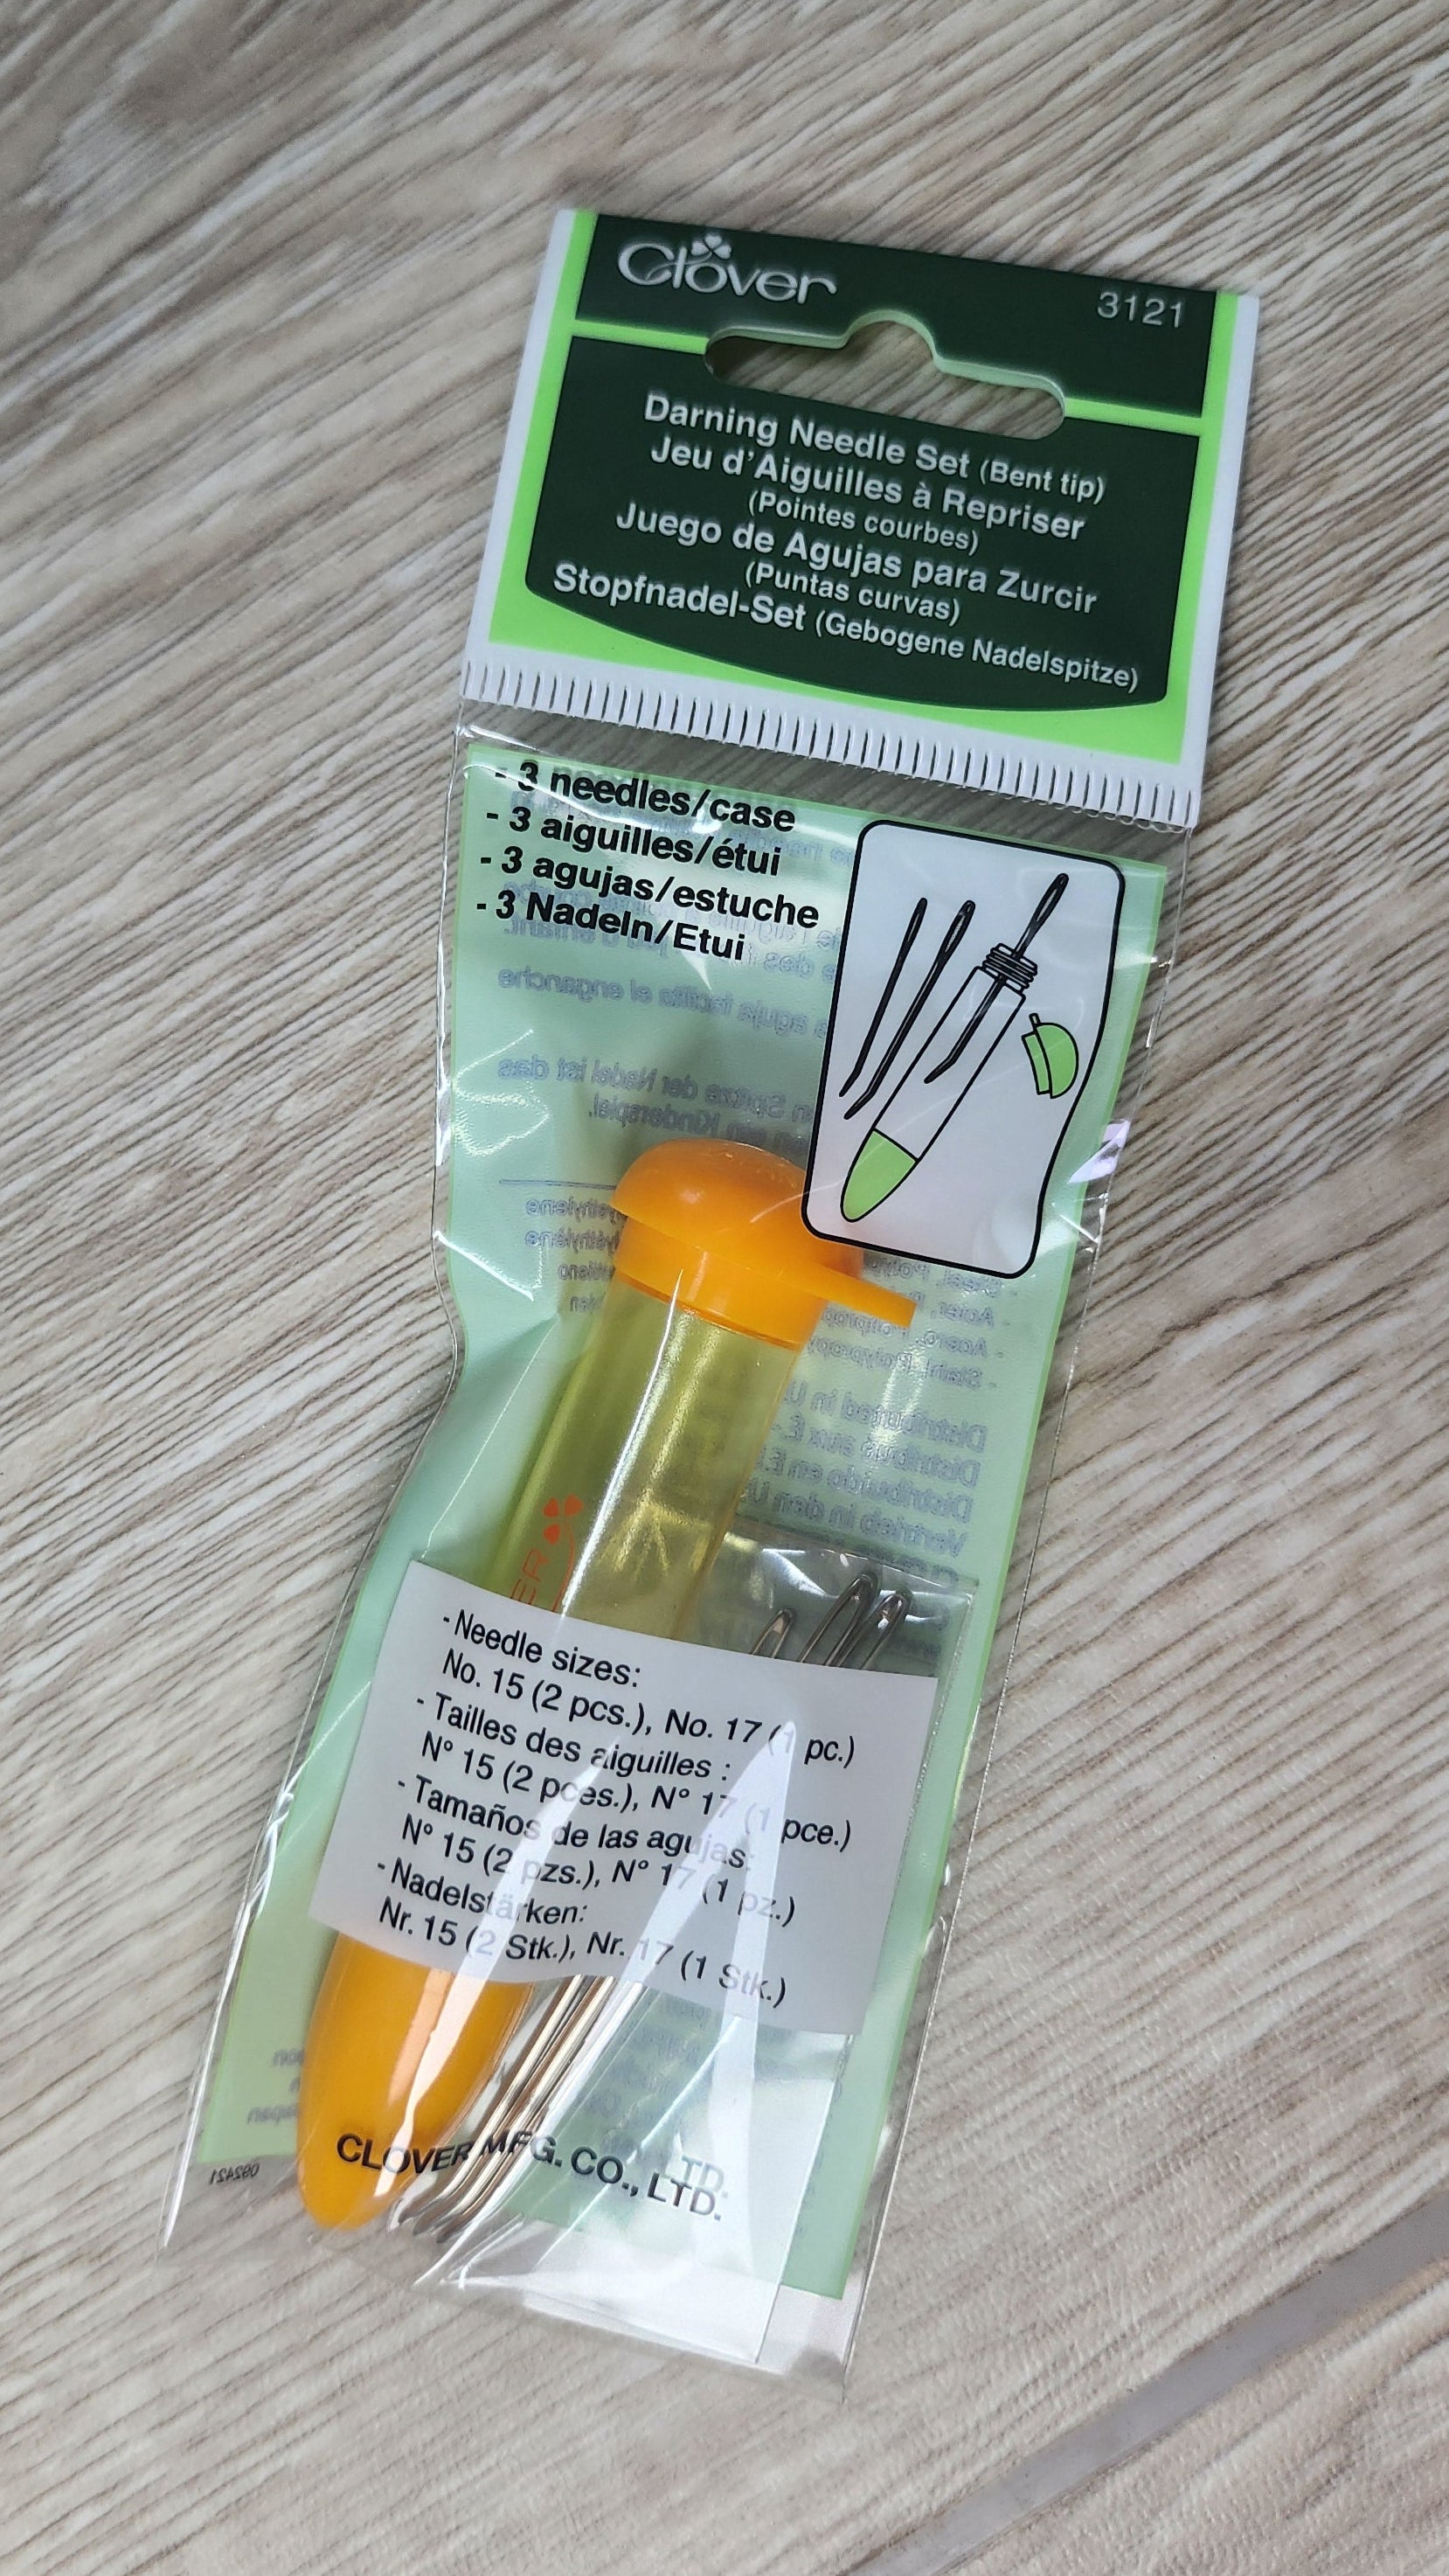 Clover
3121
Darning Needle Set (Bent tip)
Jeu d'Aiguilles à Repriser
(Pointes courbes)
Juego de Agujas para Zurcir
(Puntas curvas)
Stopfnadel-Set (Gebogene Nadelspitze)
- 3 needles/case
- 3 aiguilles/étui
- 3 agujas/estuche
- 3 Nadeln/Etui
- Needle sizes:
No. 15 (2 pcs.), No. 17 (1 pc.)
- Tailles des aiguilles :
N° 15 (2 pces.), N° 17 (1 pce.)
- Tamaños de las agujas:
N° 15 (2 pzs.), N° 17 (1 pz.)
- Nadelstärken:
Nr. 15 (2 Stk.), Nr. 17 (1 Stk.)
CLOVER MFG. CO., LTD.
092421